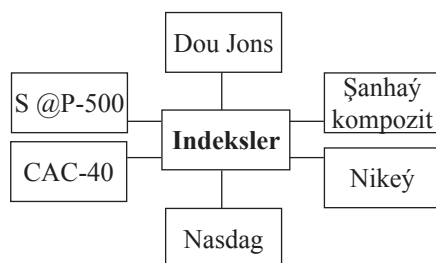 Dou Jons
S @P-500
Şanhaý
kompozit
Indeksler
CAC-40
Nikeý
Nasdag